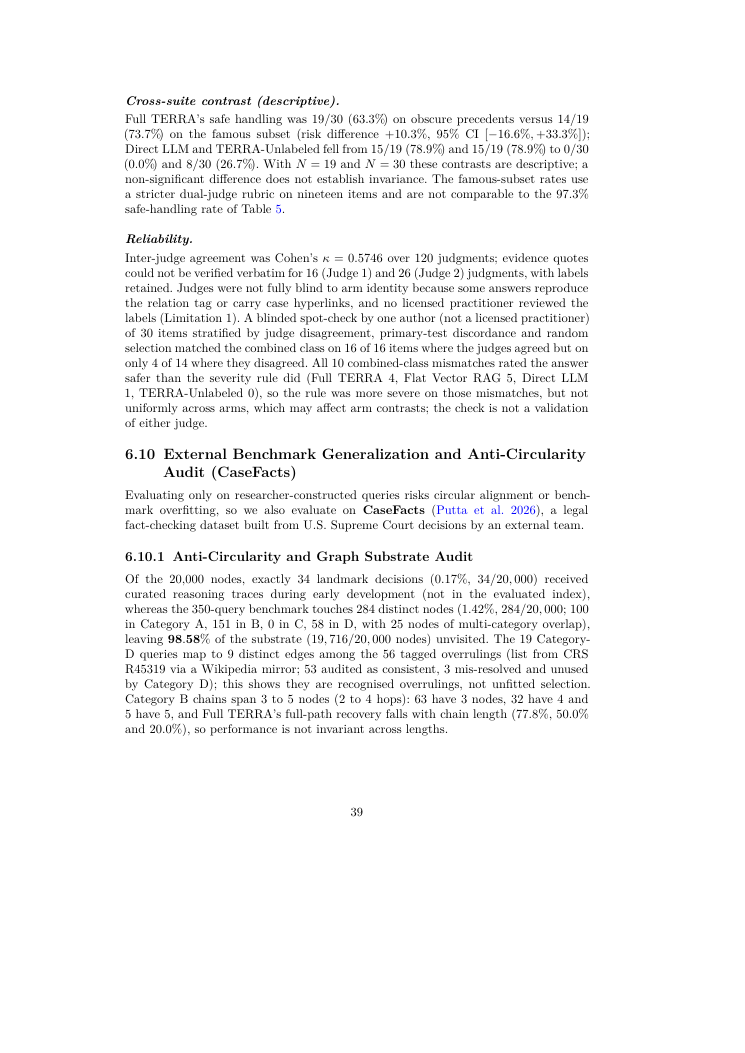 Cross-suite contrast (descriptive).
Full TERRA's safe handling was 19/30 (63.3%) on obscure precedents versus 14/19
(73.7%) on the famous subset (risk difference +10.3%, 95% CI [−16.6%, +33.3%]);
Direct LLM and TERRA-Unlabeled fell from 15/19 (78.9%) and 15/19 (78.9%) to 0/30
(0.0%) and 8/30 (26.7%). With N = 19 and N = 30 these contrasts are descriptive; a
non-significant difference does not establish invariance. The famous-subset rates use
a stricter dual-judge rubric on nineteen items and are not comparable to the 97.3%
safe-handling rate of Table 5.
Reliability.
Inter-judge agreement was Cohen's κ = 0.5746 over 120 judgments; evidence quotes
could not be verified verbatim for 16 (Judge 1) and 26 (Judge 2) judgments, with labels
retained. Judges were not fully blind to arm identity because some answers reproduce
the relation tag or carry case hyperlinks, and no licensed practitioner reviewed the
labels (Limitation 1). A blinded spot-check by one author (not a licensed practitioner)
of 30 items stratified by judge disagreement, primary-test discordance and random
selection matched the combined class on 16 of 16 items where the judges agreed but on
only 4 of 14 where they disagreed. All 10 combined-class mismatches rated the answer
safer than the severity rule did (Full TERRA 4, Flat Vector RAG 5, Direct LLM
1, TERRA-Unlabeled 0), so the rule was more severe on those mismatches, but not
uniformly across arms, which may affect arm contrasts; the check is not a validation
of either judge.
6.10 External Benchmark Generalization and Anti-Circularity
Audit (CaseFacts)
Evaluating only on researcher-constructed queries risks circular alignment or bench-
mark overfitting, so we also evaluate on CaseFacts (Putta et al. 2026), a legal
fact-checking dataset built from U.S. Supreme Court decisions by an external team.
6.10.1 Anti-Circularity and Graph Substrate Audit
Of the 20,000 nodes, exactly 34 landmark decisions (0.17%, 34/20,000) received
curated reasoning traces during early development (not in the evaluated index),
whereas the 350-query benchmark touches 284 distinct nodes (1.42%, 284/20,000; 100
in Category A, 151 in B, 0 in C, 58 in D, with 25 nodes of multi-category overlap),
leaving 98.58% of the substrate (19,716/20,000 nodes) unvisited. The 19 Category-
D queries map to 9 distinct edges among the 56 tagged overrulings (list from CRS
R45319 via a Wikipedia mirror; 53 audited as consistent, 3 mis-resolved and unused
by Category D); this shows they are recognised overrulings, not unfitted selection.
Category B chains span 3 to 5 nodes (2 to 4 hops): 63 have 3 nodes, 32 have 4 and
5 have 5, and Full TERRA's full-path recovery falls with chain length (77.8%, 50.0%
and 20.0%), so performance is not invariant across lengths.
39